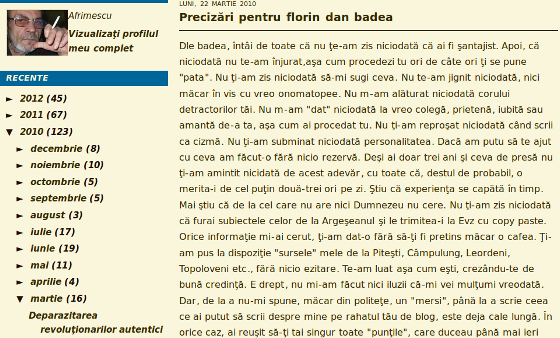 Afrimescu
Vizualizaţi profilul
meu complet
RECENTE
► 2012 (45)
► 2011 (67)
▼ 2010 (123)
► decembrie (8)
► noiembrie (10)
► octombrie (5)
► septembrie (5)
► august (3)
► iulie (17)
► iunie (19)
► mai (11)
► aprilie (4)
▼ martie (16)
Deparazitarea
revoluţionarilor autentici
LUNI, 22 MARTIE 2010
Precizări pentru florin dan badea
Dle badea, întâi de toate că nu ţe-am zis niciodată că ai fi şantajist. Apoi, că
niciodată nu te-am înjurat,aşa cum procedezi tu ori de câte ori ţi se pune
"pata". Nu ţi-am zis niciodată să-mi sugi ceva. Nu te-am jignit niciodată, nici
măcar în vis cu vreo onomatopee. Nu m-am alăturat niciodată corului
detractorilor tăi. Nu m-am "dat" niciodată la vreo colegă, prietenă, iubită sau
amantă de-a ta, aşa cum ai procedat tu. Nu ţi-am reproşat niciodată când scrii
ca cizmă. Nu ţi-am subminat niciodată personalitatea. Dacă am putu să te ajut
cu ceva am făcut-o fără nicio rezervă. Deşi ai doar trei ani şi ceva de presă nu
ţi-am amintit nicidată de acest adevăr, cu toate că, destul de probabil, o
merita-i de cel puţin două-trei ori pe zi. Ştiu că experienţa se capătă în timp.
Mai ştiu că de la cel care nu are nici Dumnezeu nu cere. Nu ţi-am zis niciodată
că furai subiectele celor de la Argeşeanul şi le trimitea-i la Evz cu copy paste.
Orice informaţie mi-ai cerut, ţi-am dat-o fără să-ţi fi pretins măcar o cafea. Ţi-
am pus la dispoziţie "sursele" mele de la Piteşti, Câmpulung, Leordeni,
Topoloveni etc., fără nicio ezitare. Te-am luat aşa cum eşti, crezându-te de
bună credinţă. E drept, nu mi-am făcut nici iluzii că-mi vei mulţumi vreodată.
Dar, de la a nu-mi spune, măcar din politeţe, un "mersi", până la a scrie ceea
ce ai putut să scrii despre mine pe rahatul tău de blog, este deja cale lungă. În
orice caz, ai reuşit să-ţi tai singur toate "punţile", care duceau până mai ieri